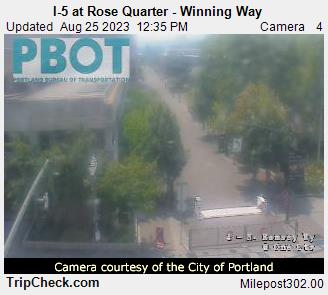 I-5 at Rose Quarter - Winning Way
Updated Aug 25 2023 12:35 PM Camera 4
PBOT
PORTLAND BUREAU OF TRANSPORTATION
Camera courtesy of the City of Portland
TripCheck.com Milepost302.00